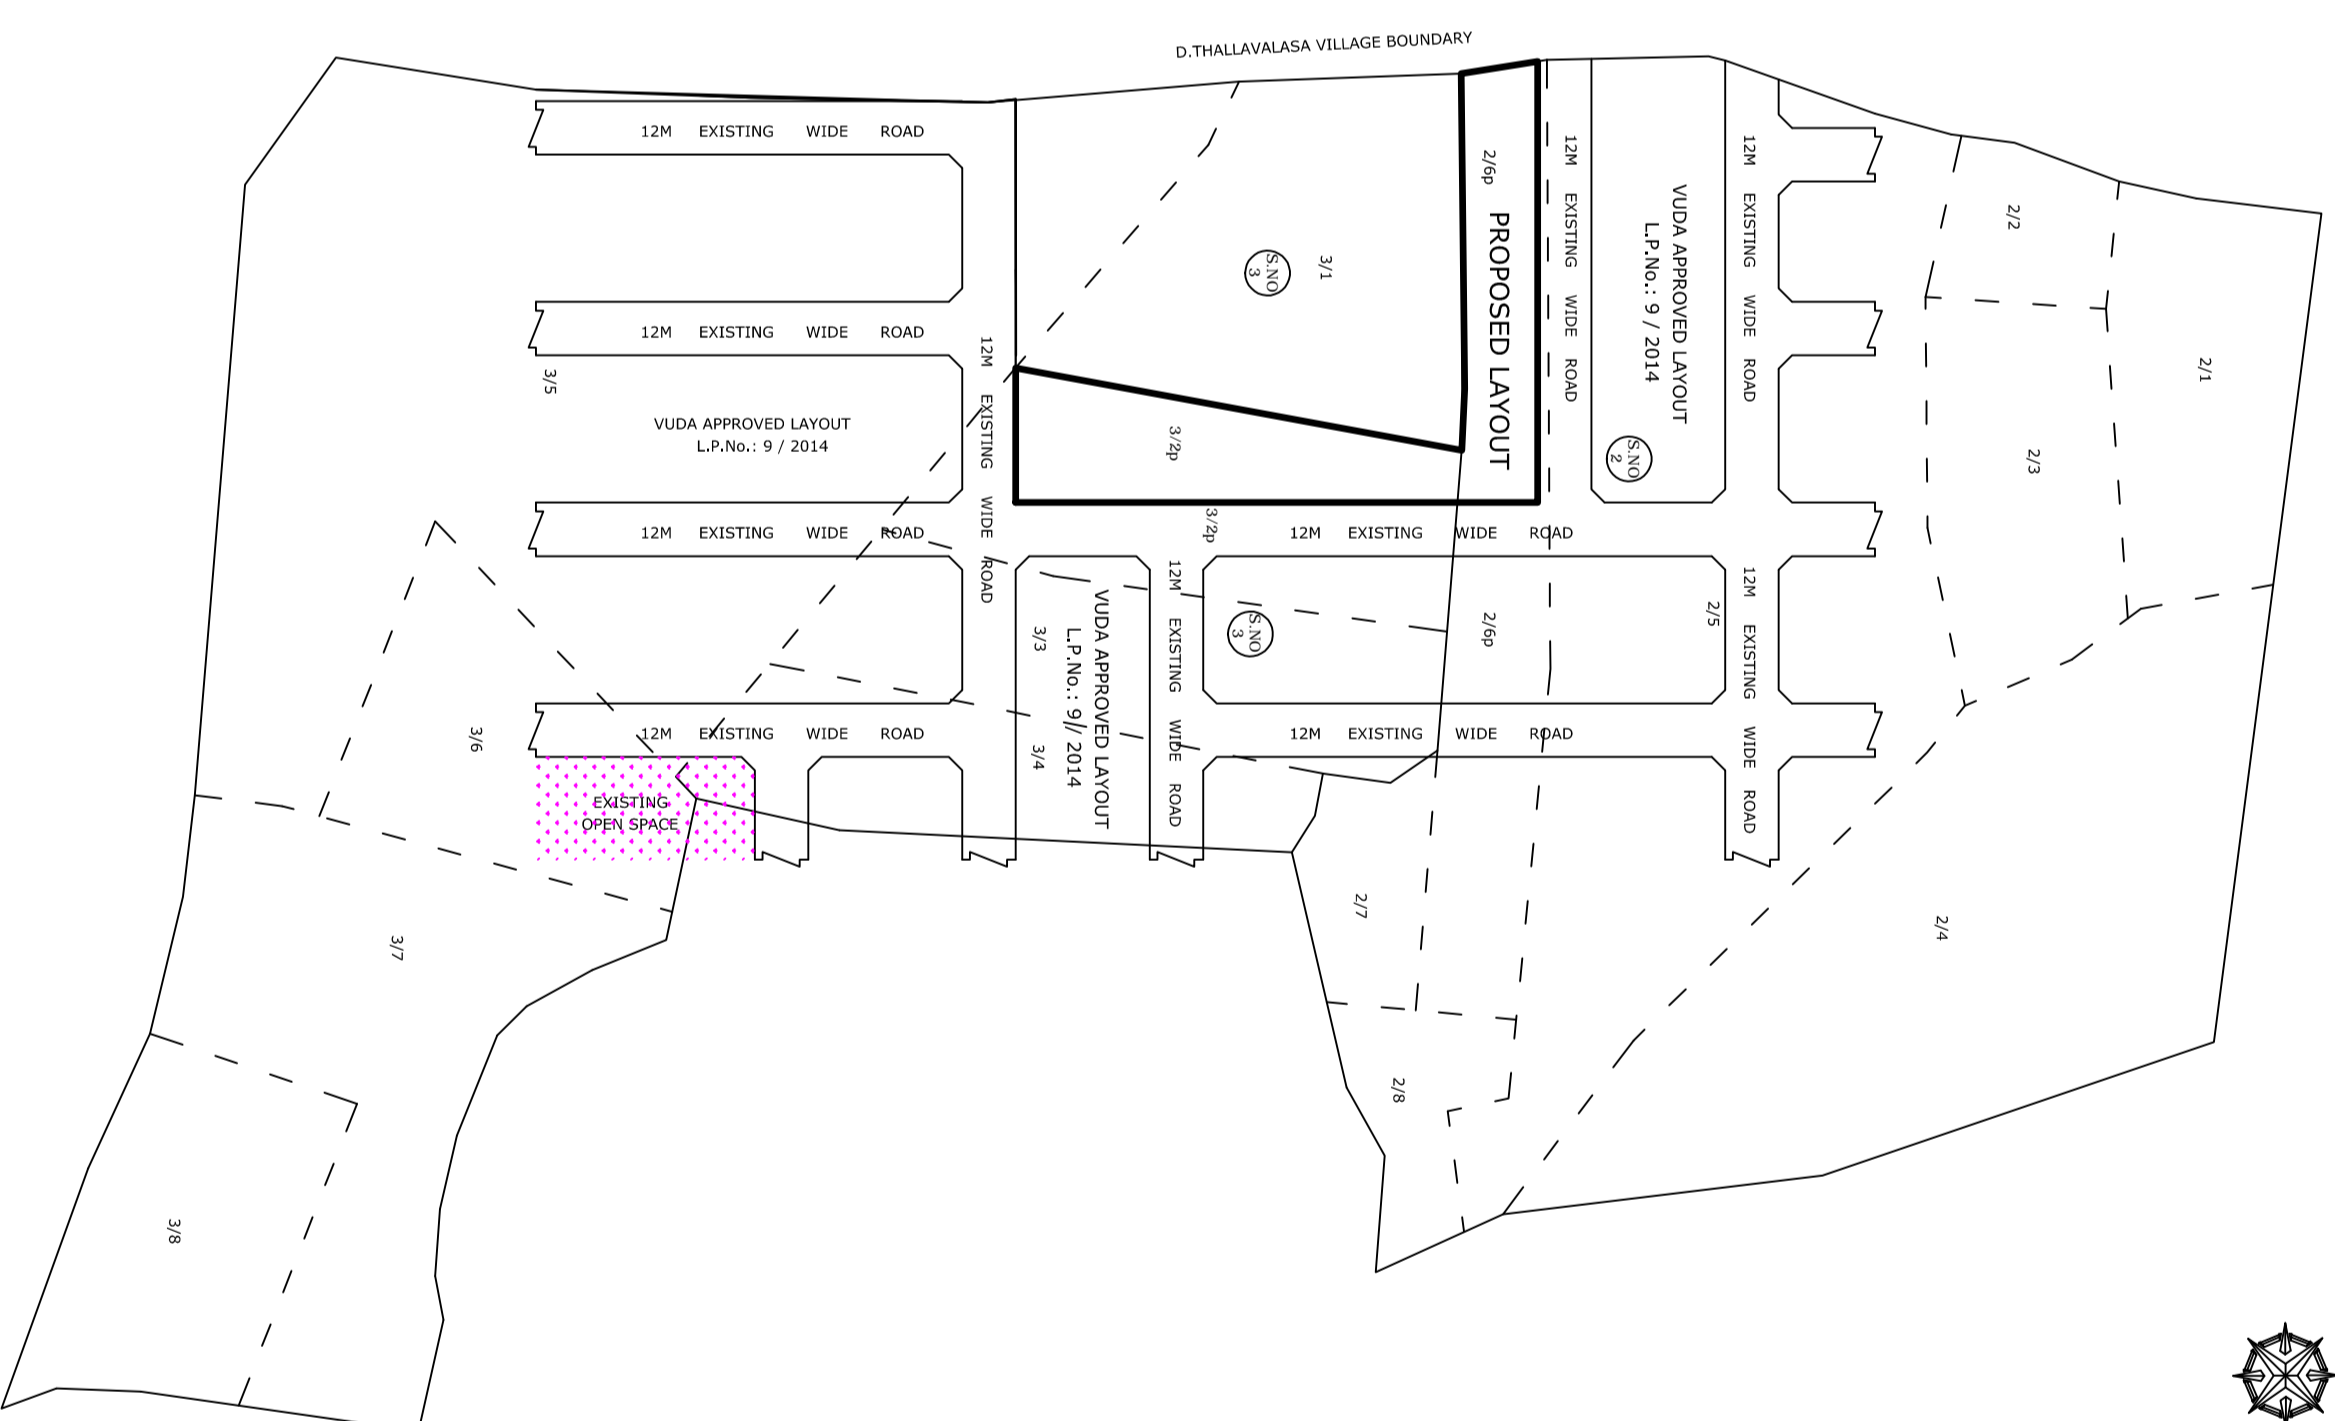 D.THALLAVALASA VILLAGE BOUNDARY
12M EXISTING WIDE ROAD
12M EXISTING WIDE ROAD
12M EXISTING WIDE ROAD
12M EXISTING WIDE ROAD
12M EXISTING WIDE ROAD
3/5
VUDA APPROVED LAYOUT
L.P.No.: 9 / 2014
S.NO
3
3/1
3/2p
3/2p
2/6p
PROPOSED LAYOUT
12M EXISTING WIDE ROAD
VUDA APPROVED LAYOUT
L.P.No.: 9 / 2014
S.NO
2
12M EXISTING WIDE ROAD
2/2
2/1
2/3
12M EXISTING WIDE ROAD
12M EXISTING WIDE ROAD
3/3
3/4
VUDA APPROVED LAYOUT
L.P.No.: 9// 2014
12M EXISTING WIDE ROAD
S.NO
3
2/6p
2/5
12M EXISTING WIDE ROAD
3/6
EXISTING
OPEN SPACE
3/7
3/8
2/7
2/8
2/4